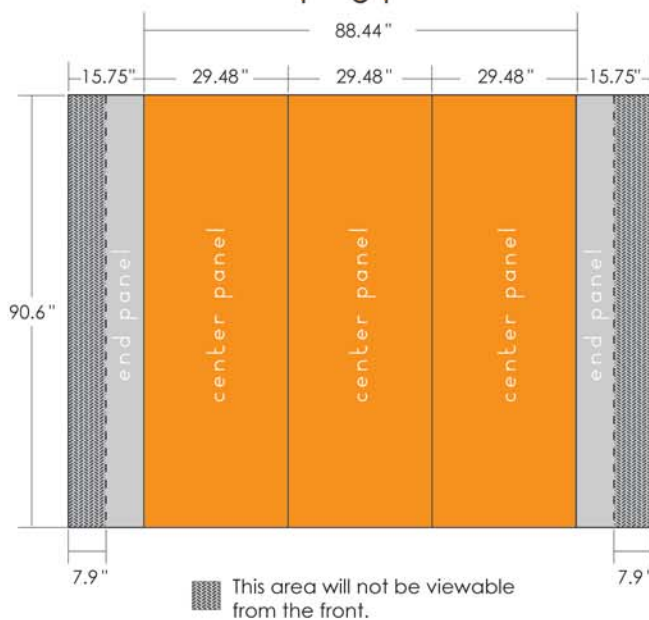 88.44"
15.75" 29.48" 29.48" 29.48" 15.75"
90.6"
end panel
center panel
center panel
center panel
end panel
7.9"
7.9"
This area will not be viewable
from the front.